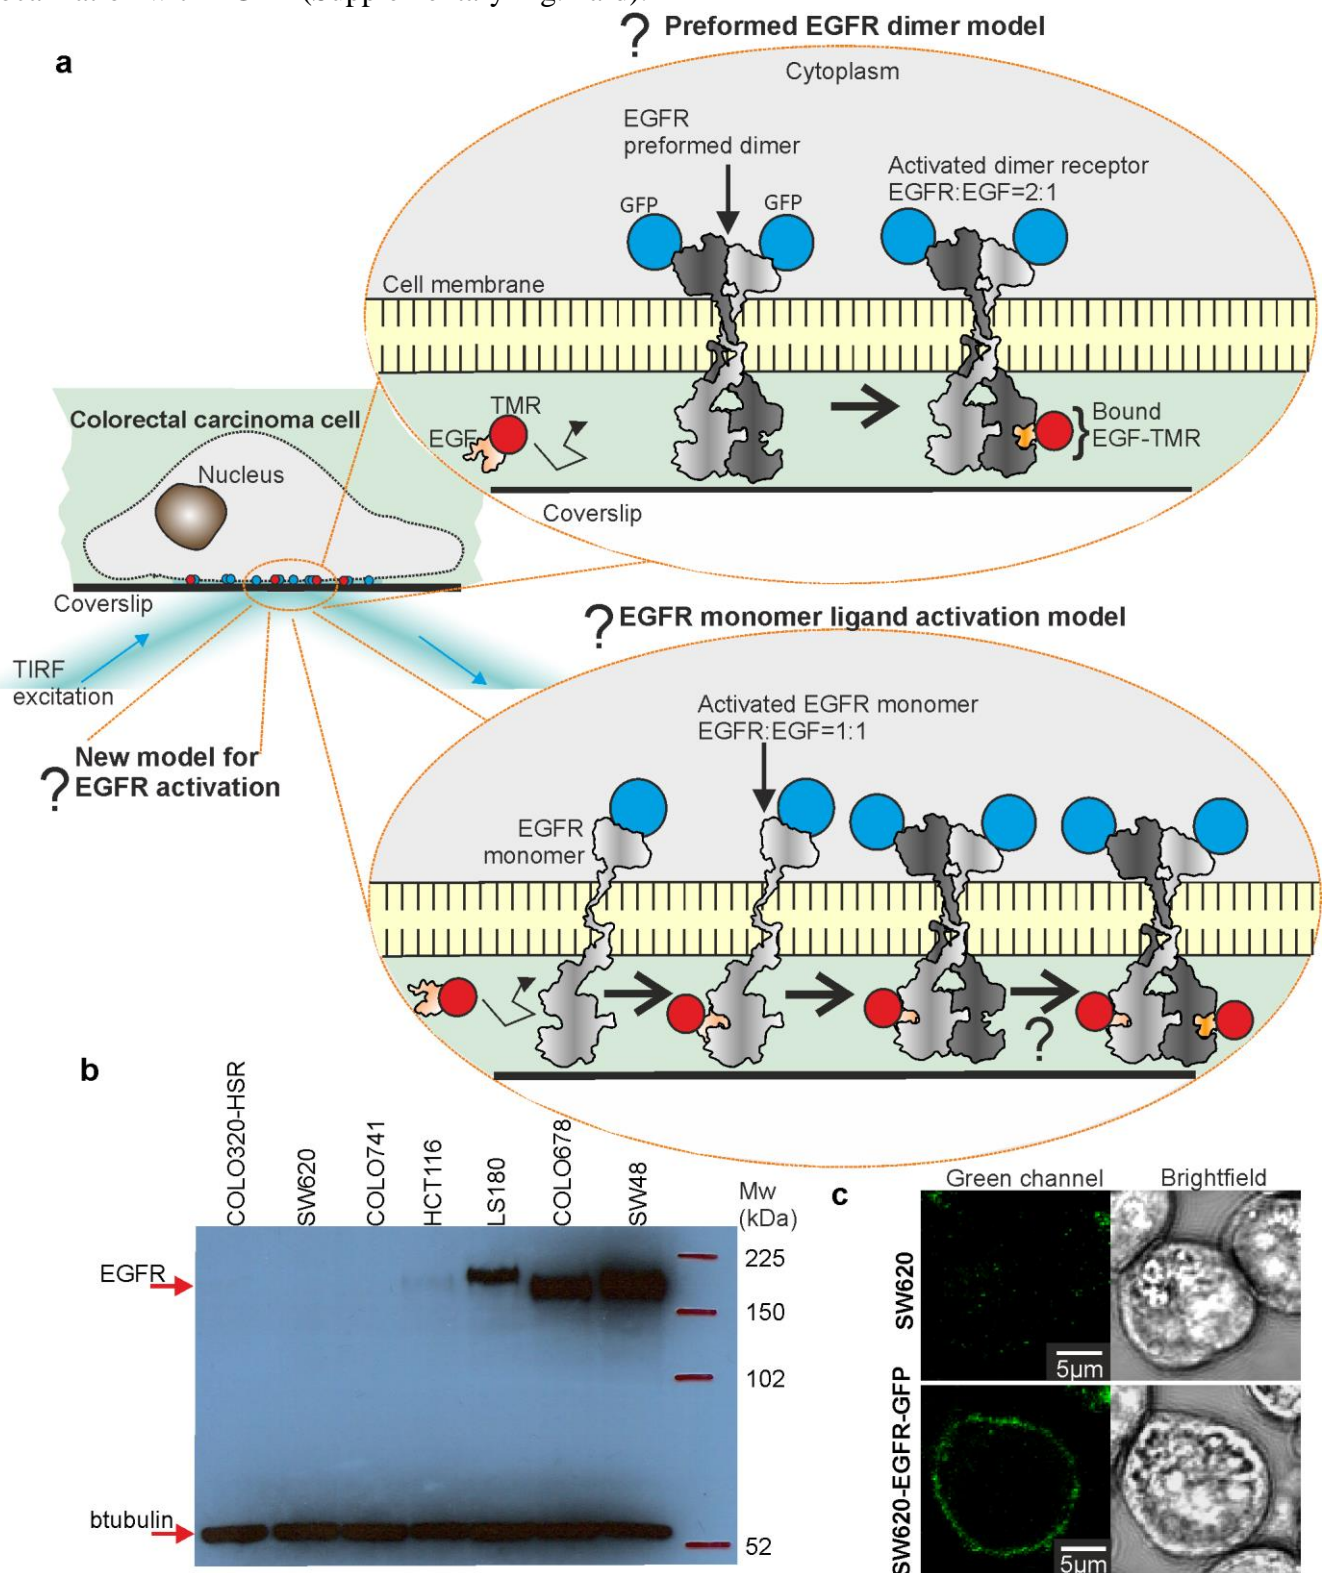 ? Preformed EGFR dimer model
a
Cytoplasm
EGFR
preformed dimer
Activated dimer receptor
EGFR:EGF=2:1
GFP
GFP
Cell membrane
TMR
EGF
Bound
EGF-TMR
Coverslip
Colorectal carcinoma cell
Nucleus
Coverslip
TIRF
excitation
? New model for
EGFR activation
? EGFR monomer ligand activation model
Activated EGFR monomer
EGFR:EGF=1:1
EGFR
monomer
?
b
COLO320-HSR
SW620
COLO741
HCT116
LS180
COLO678
SW48
Mw
(kDa)
EGFR
225
150
102
btubulin
52
c
Green channel
Brightfield
SW620
5µm
SW620-EGFR-GFP
5µm